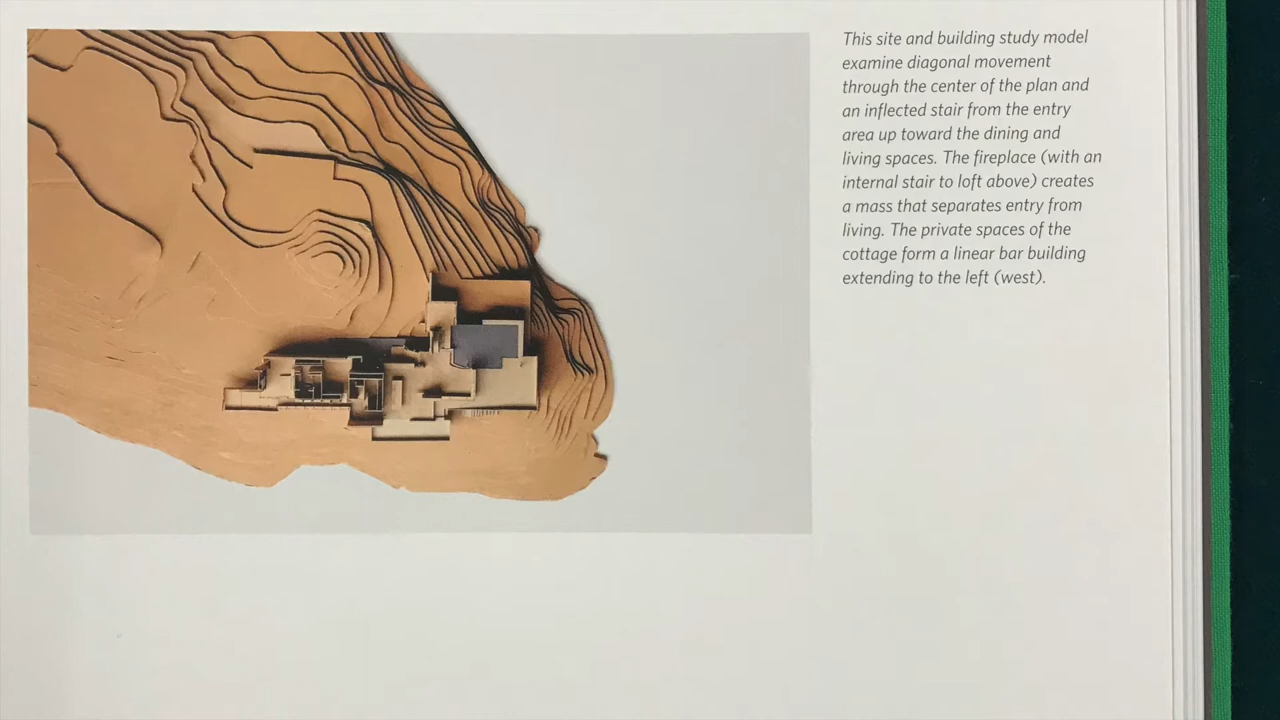 This site and building study model
examine diagonal movement
through the center of the plan and
an inflected stair from the entry
area up toward the dining and
living spaces. The fireplace (with an
internal stair to loft above) creates
a mass that separates entry from
living. The private spaces of the
cottage form a linear bar building
extending to the left (west).